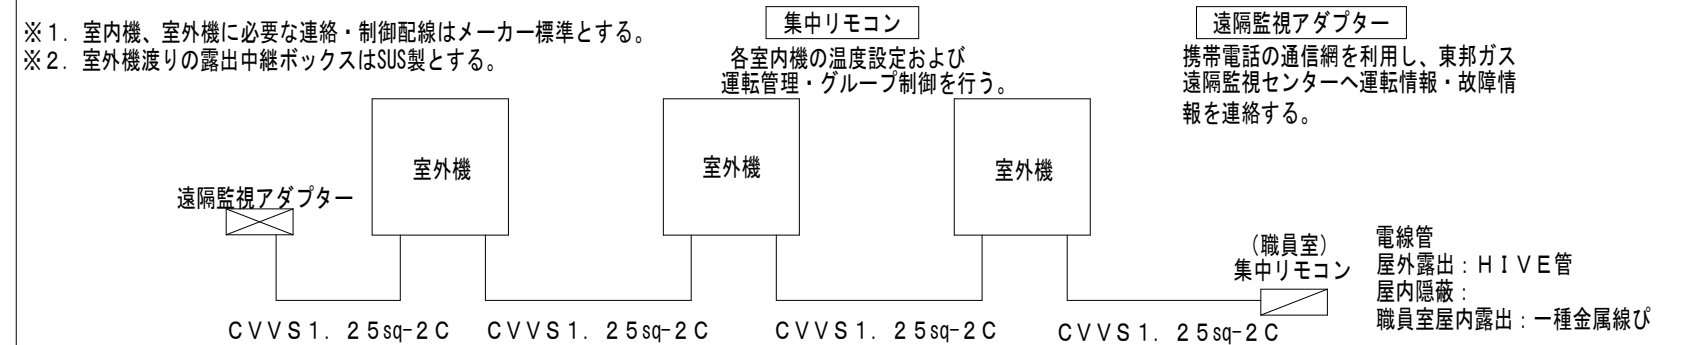 ※１．室内機、室外機に必要な連絡・制御配線はメーカー標準とする。
※２．室外機渡りの露出中継ボックスはSUS製とする。
集中リモコン
各室内機の温度設定および
運転管理・グループ制御を行う。
遠隔監視アダプター
携帯電話の通信網を利用し、東邦ガス
遠隔監視センターへ運転情報・故障情
報を連絡する。
室外機
室外機
室外機
遠隔監視アダプター
（職員室）
集中リモコン
電線管
屋外露出：ＨＩＶＥ管
屋内隠蔽：
職員室屋内露出：一種金属線ぴ
ＣＶＶＳ１．２５sq-２Ｃ
ＣＶＶＳ１．２５sq-２Ｃ
ＣＶＶＳ１．２５sq-２Ｃ
ＣＶＶＳ１．２５sq-２Ｃ